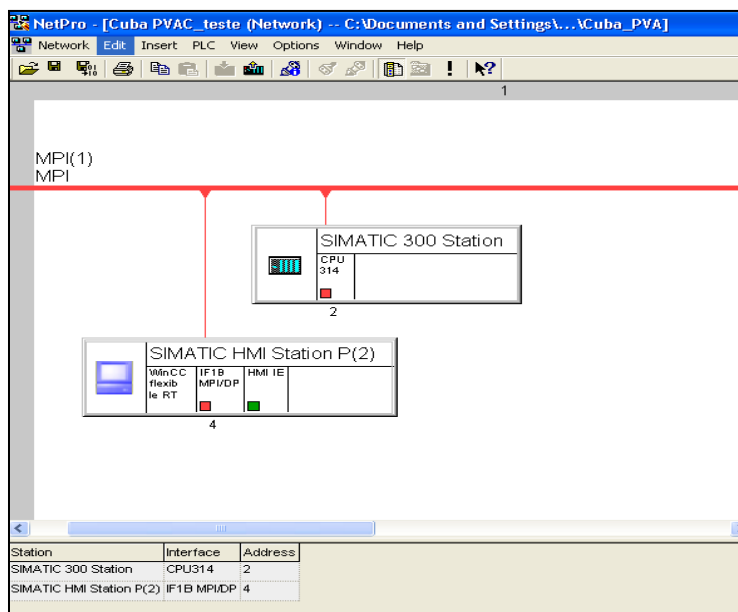 NetPro - [Cuba PVAC_teste (Network) -- C:\Documents and Settings\...\Cuba_PVA]
Network Edit Insert PLC View Options Window Help
1
MPI(1)
MPI
SIMATIC 300 Station
CPU
314
2
SIMATIC HMI Station P(2)
WinCC
flexib
le RT
IF1B
MPI/DP
HMI IE
4
Station Interface Address
SIMATIC 300 Station CPU314 2
SIMATIC HMI Station P(2) IF1B MPI/DP 4